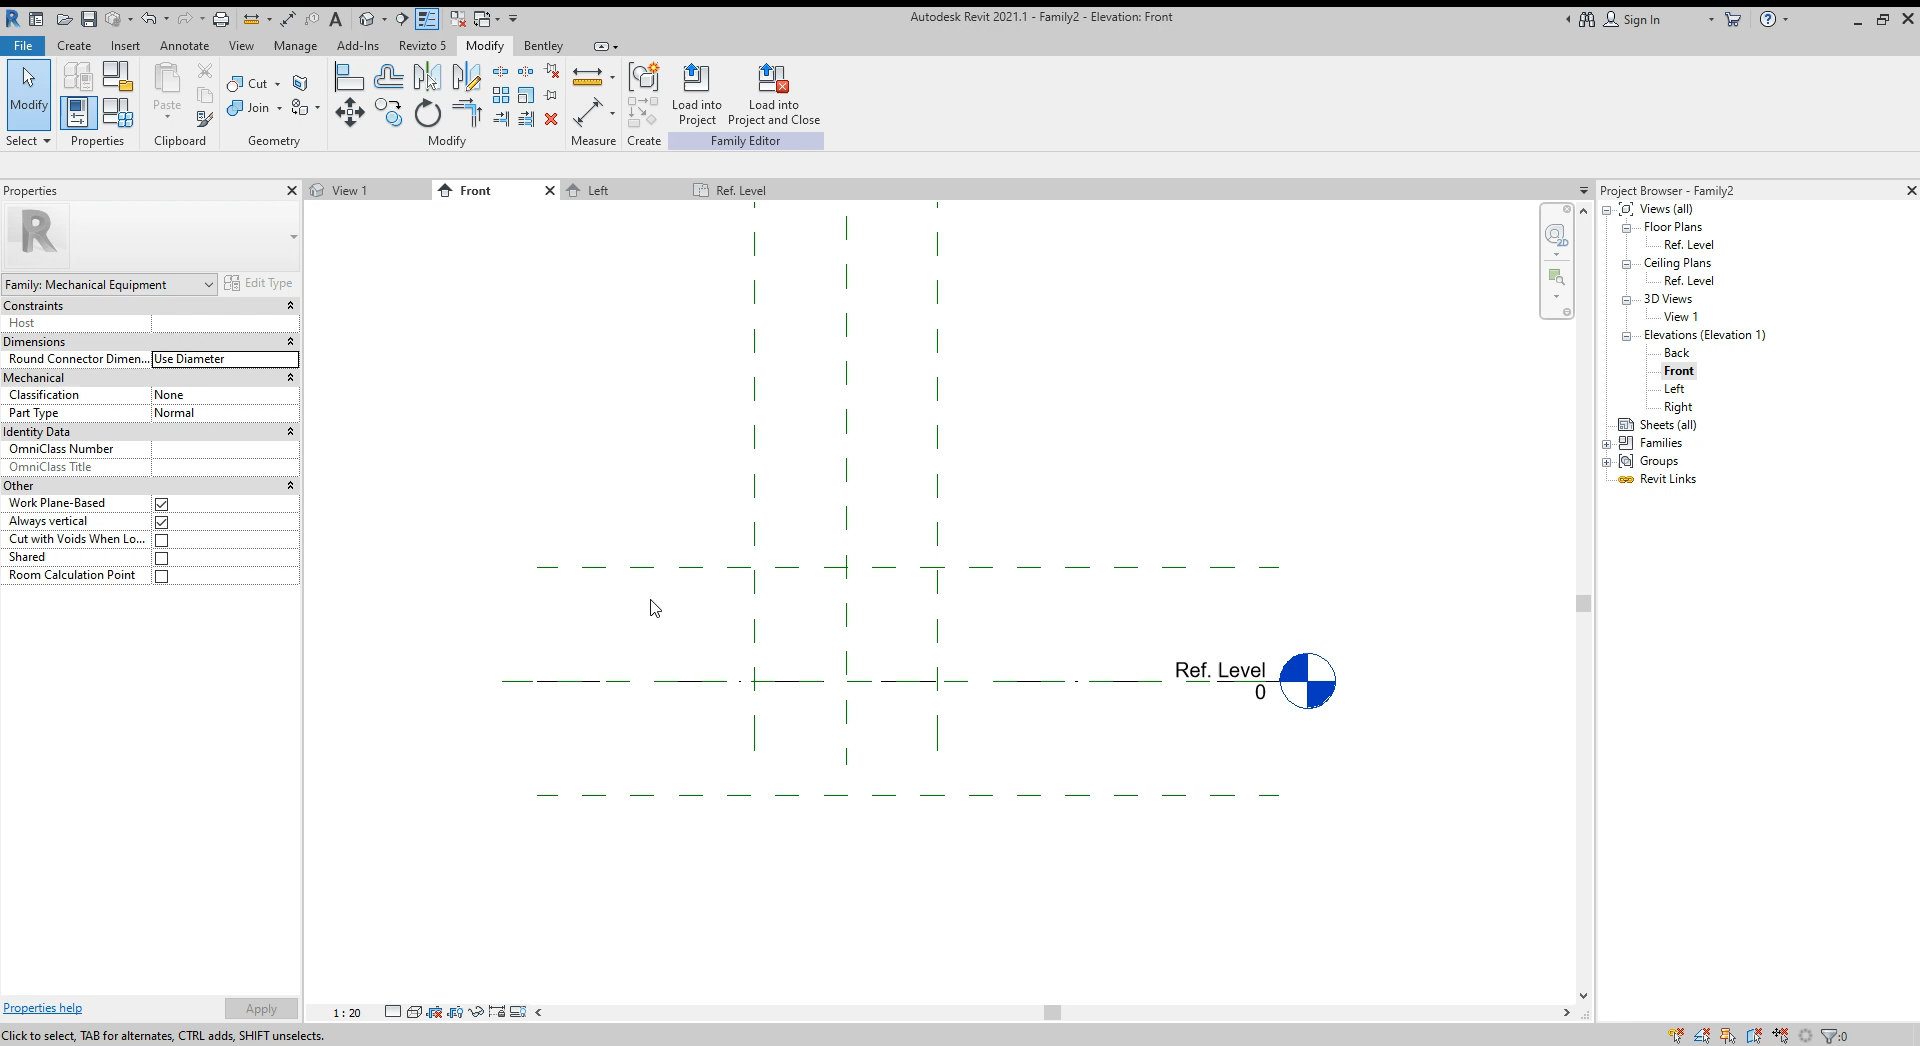 Autodesk Revit 2021.1 - Family2 - Elevation: Front
Sign In
File Create Insert Annotate View Manage Add-Ins Revizto 5 Modify Bentley
Modify
Paste
Cut
Join
Load into
Project
Load into
Project and Close
Select Properties Clipboard Geometry Modify Measure Create Family Editor
Properties
View 1
Front
Left
Ref. Level
Project Browser - Family2
Family: Mechanical Equipment
Edit Type
Constraints
Host
Dimensions
Round Connector Dimen... Use Diameter
Mechanical
Classification None
Part Type Normal
Identity Data
OmniClass Number
OmniClass Title
Other
Work Plane-Based
Always vertical
Cut with Voids When Lo...
Shared
Room Calculation Point
Properties help
Apply
2D
Ref. Level
0
Views (all)
Floor Plans
Ref. Level
Ceiling Plans
Ref. Level
3D Views
View 1
Elevations (Elevation 1)
Back
Front
Left
Right
Sheets (all)
Families
Groups
Revit Links
1 : 20
Click to select, TAB for alternates, CTRL adds, SHIFT unselects.
:0